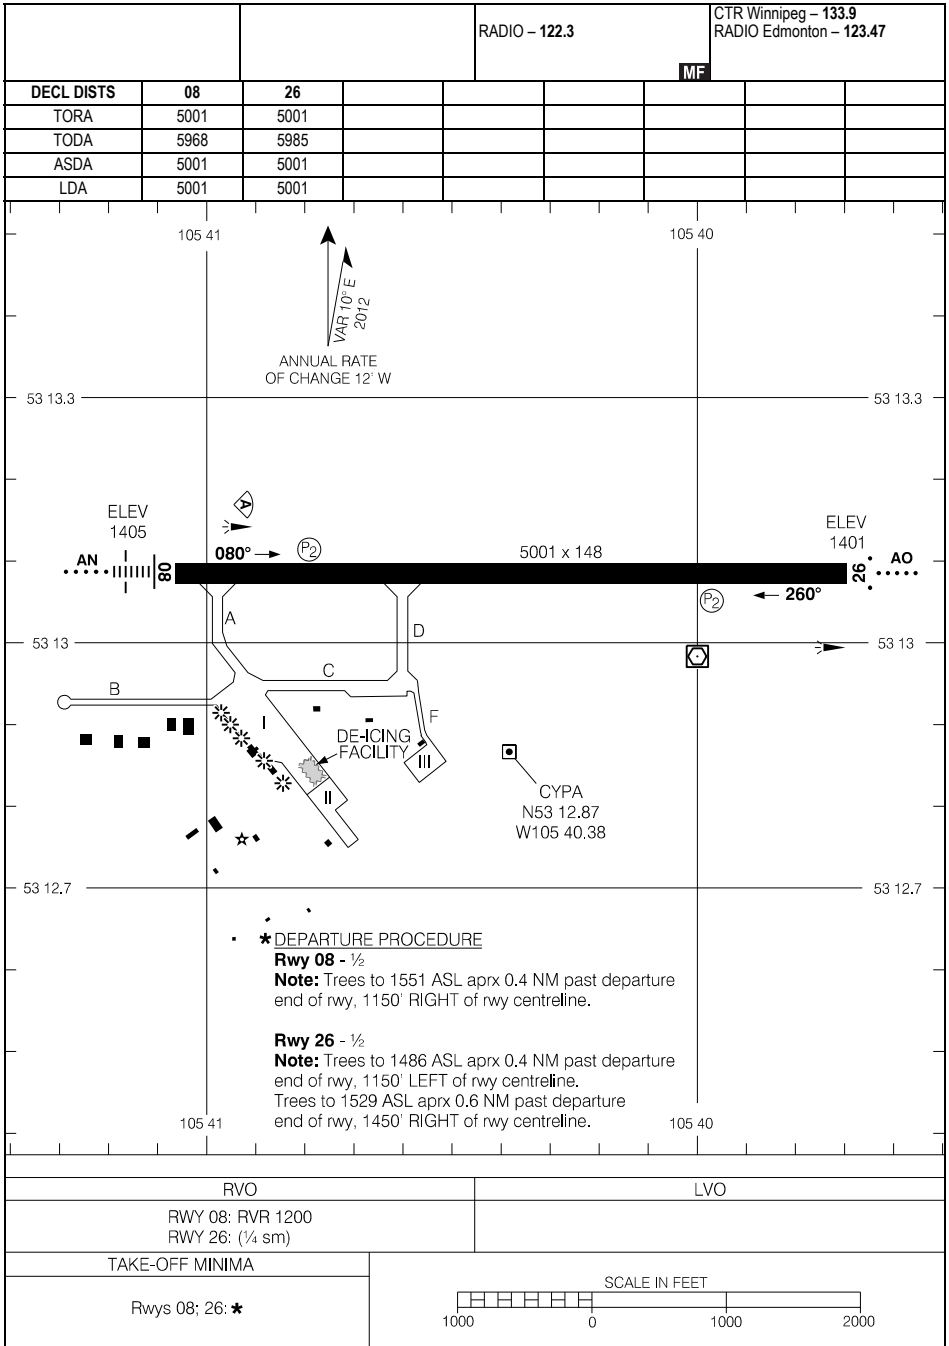 RADIO – 122.3
MF
CTR Winnipeg – 133.9
RADIO Edmonton – 123.47
DECL DISTS 08 26
TORA 5001 5001
TODA 5968 5985
ASDA 5001 5001
LDA 5001 5001
105 41 105 40
VAR 10° E
2012
ANNUAL RATE
OF CHANGE 12' W
53 13.3 53 13.3
A
ELEV
1405
ELEV
1401
AN 08 080° P2 5001 x 148 26 AO
P2 260°
A D
53 13 53 13
C
B
I F
DE-ICING
FACILITY
III
II
CYPA
N53 12.87
W105 40.38
53 12.7 53 12.7
* DEPARTURE PROCEDURE
Rwy 08 - ½
Note: Trees to 1551 ASL aprx 0.4 NM past departure
end of rwy, 1150' RIGHT of rwy centreline.
Rwy 26 - ½
Note: Trees to 1486 ASL aprx 0.4 NM past departure
end of rwy, 1150' LEFT of rwy centreline.
Trees to 1529 ASL aprx 0.6 NM past departure
end of rwy, 1450' RIGHT of rwy centreline.
105 41 105 40
RVO LVO
RWY 08: RVR 1200
RWY 26: (¼ sm)
TAKE-OFF MINIMA
Rwys 08; 26: *
SCALE IN FEET
1000 0 1000 2000